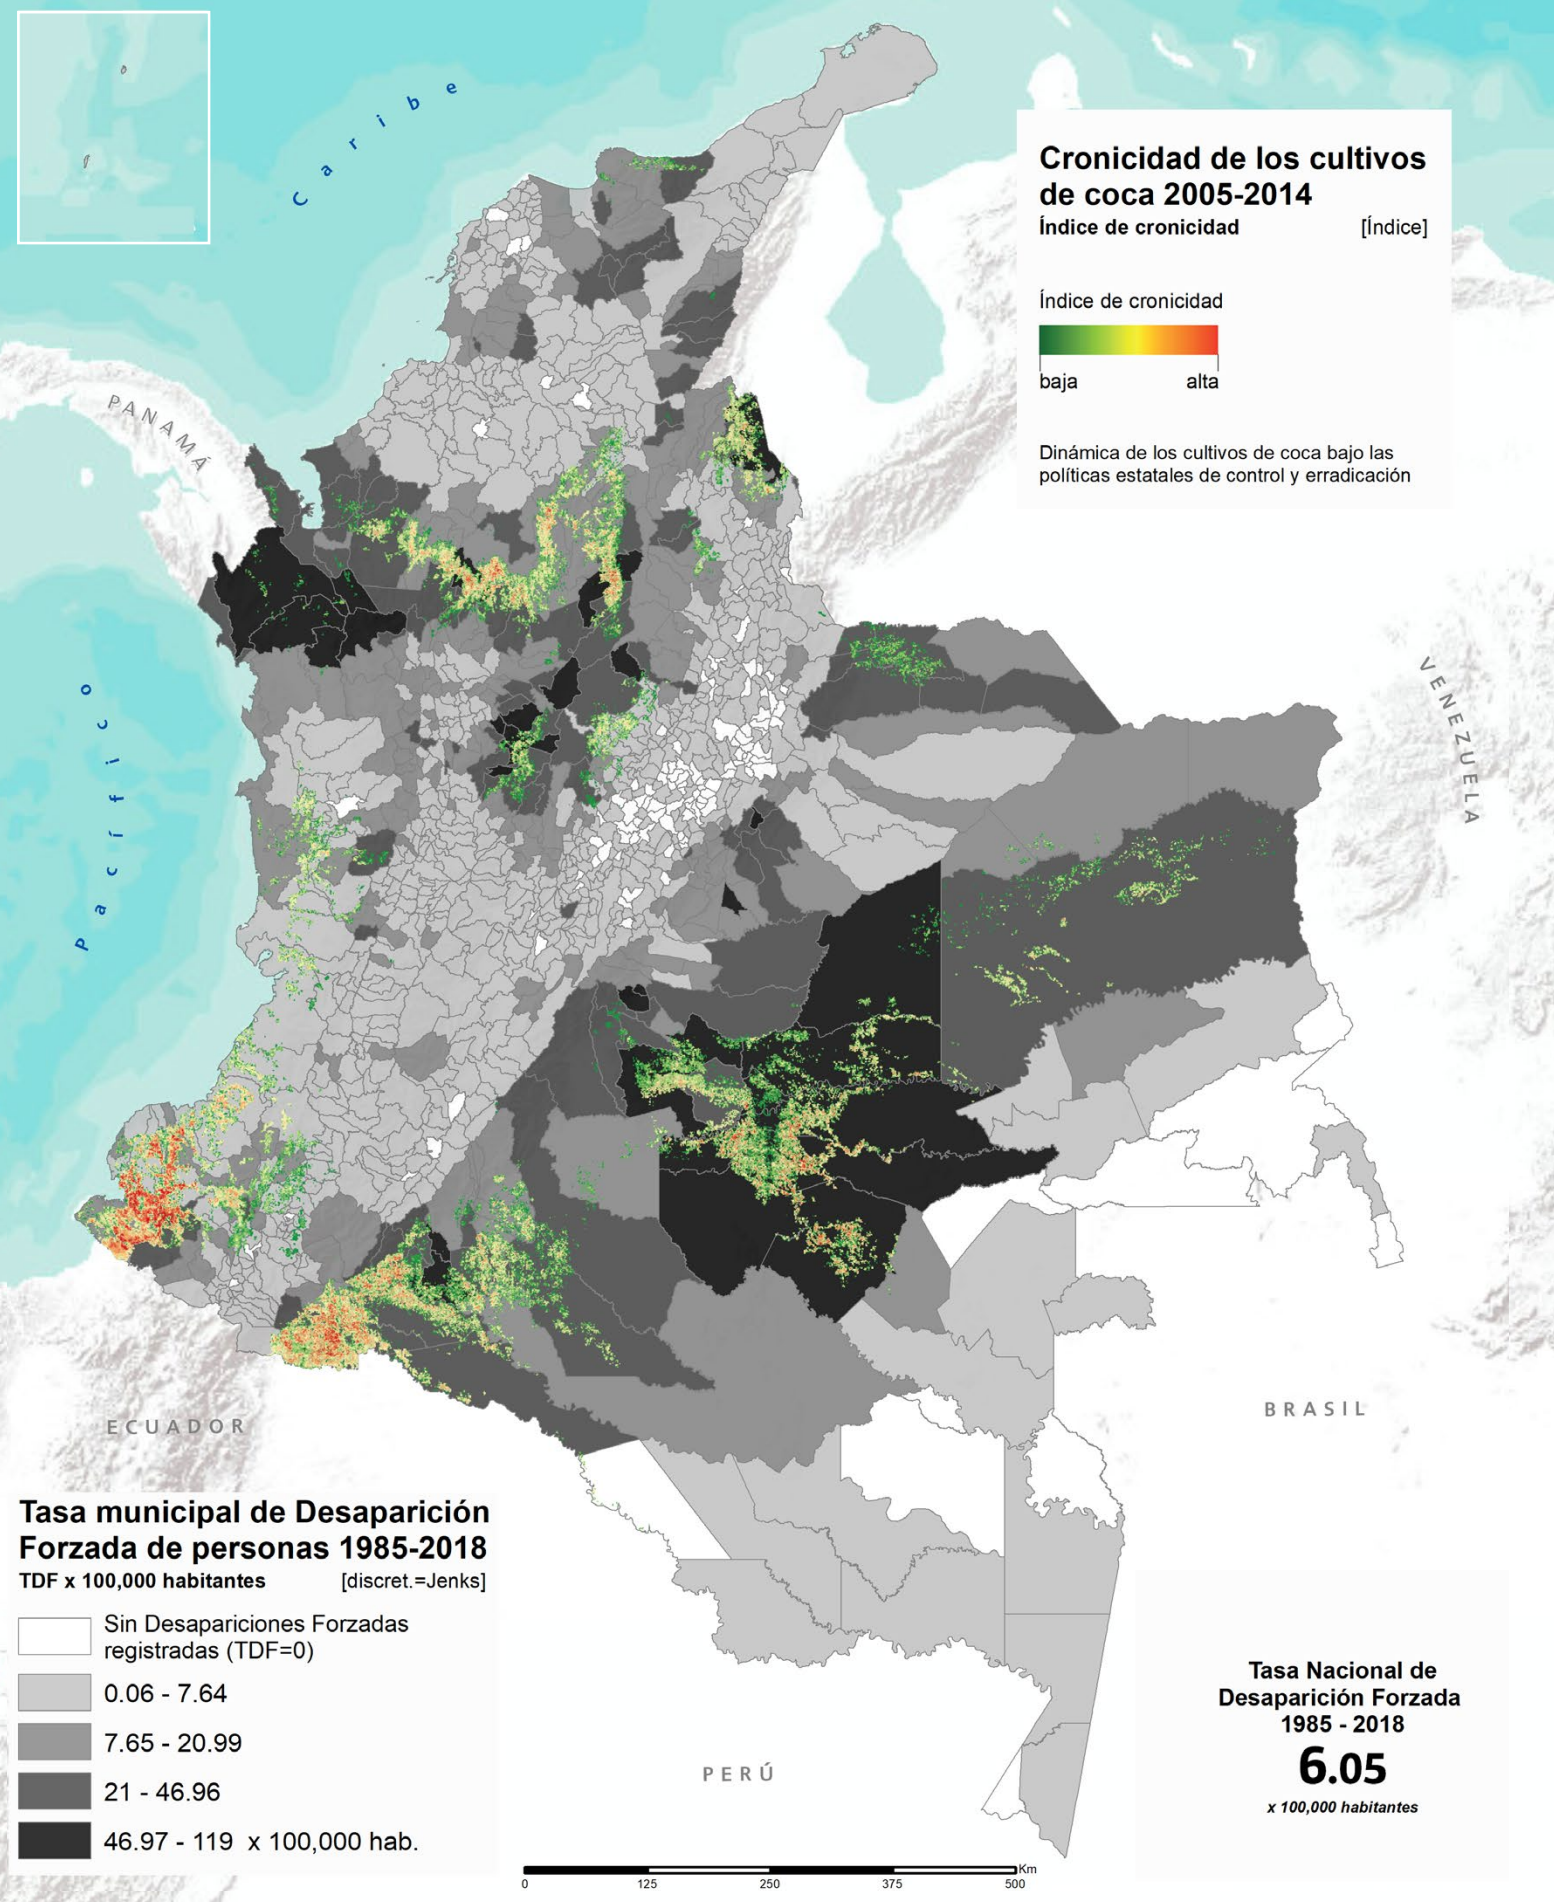 Caribe
Cronicidad de los cultivos
de coca 2005-2014
Índice de cronicidad [Índice]
Índice de cronicidad
baja alta
Dinámica de los cultivos de coca bajo las
políticas estatales de control y erradicación
PANAMÁ
Pacífico
VENEZUELA
ECUADOR
BRASIL
PERÚ
Tasa municipal de Desaparición
Forzada de personas 1985-2018
TDF x 100,000 habitantes [discret.=Jenks]
Sin Desapariciones Forzadas
registradas (TDF=0)
0.06 - 7.64
7.65 - 20.99
21 - 46.96
46.97 - 119 x 100,000 hab.
Tasa Nacional de
Desaparición Forzada
1985 - 2018
6.05
x 100,000 habitantes
Km
0 125 250 375 500